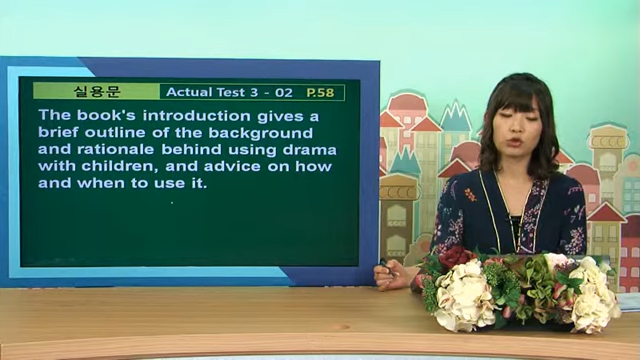 실용문
Actual Test 3 - 02 P.58
The book's introduction gives a
brief outline of the background
and rationale behind using drama
with children, and advice on how
and when to use it.